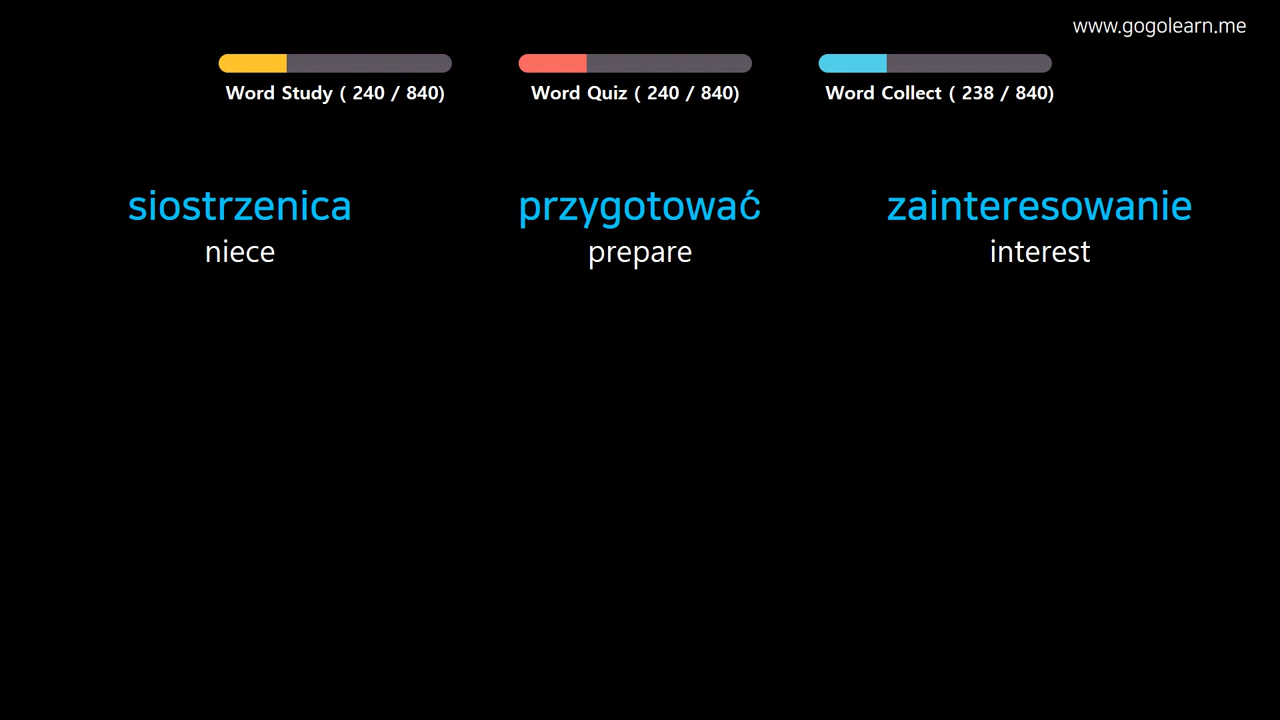 www.gogolearn.me
Word Study ( 240 / 840)
Word Quiz ( 240 / 840)
Word Collect ( 238 / 840)
siostrzenica
niece
przygotować
prepare
zainteresowanie
interest